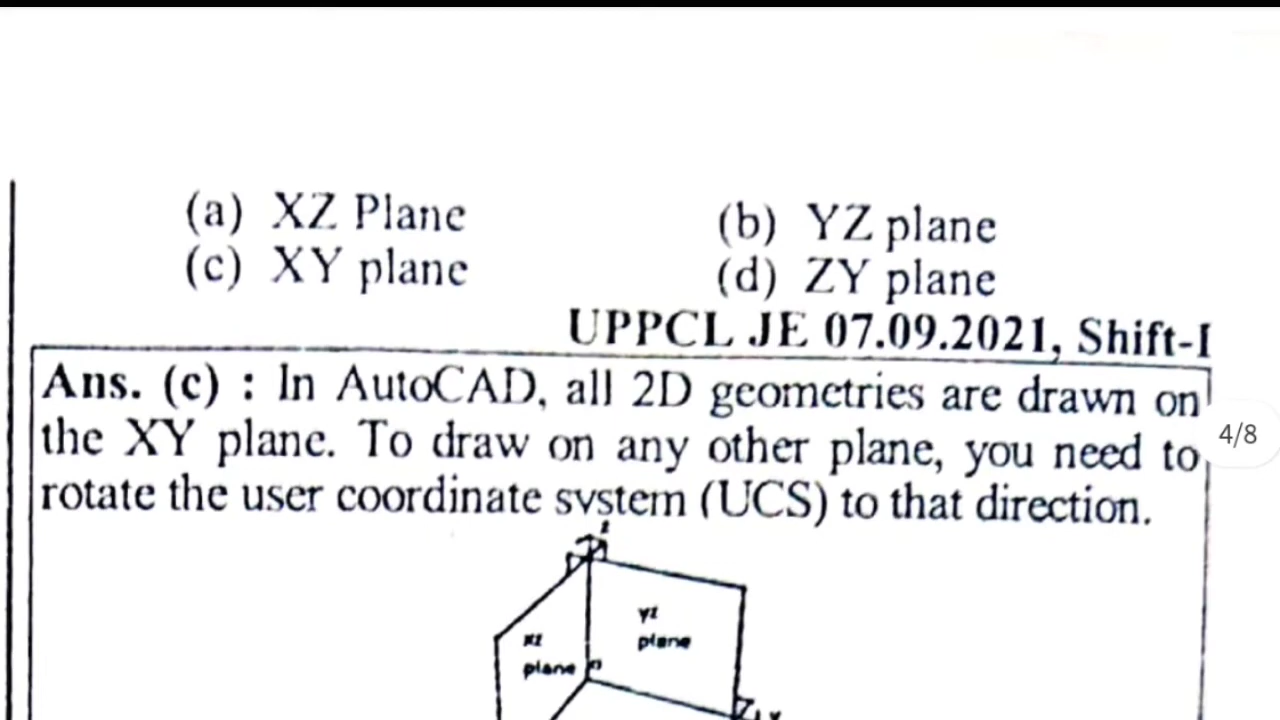 (a) XZ Plane (b) YZ plane
(c) XY plane (d) ZY plane
UPPCL JE 07.09.2021, Shift-I
Ans. (c) : In AutoCAD, all 2D geometries are drawn on
the XY plane. To draw on any other plane, you need to
4/8
rotate the user coordinate system (UCS) to that direction.
z
yz
plane
xz
plane